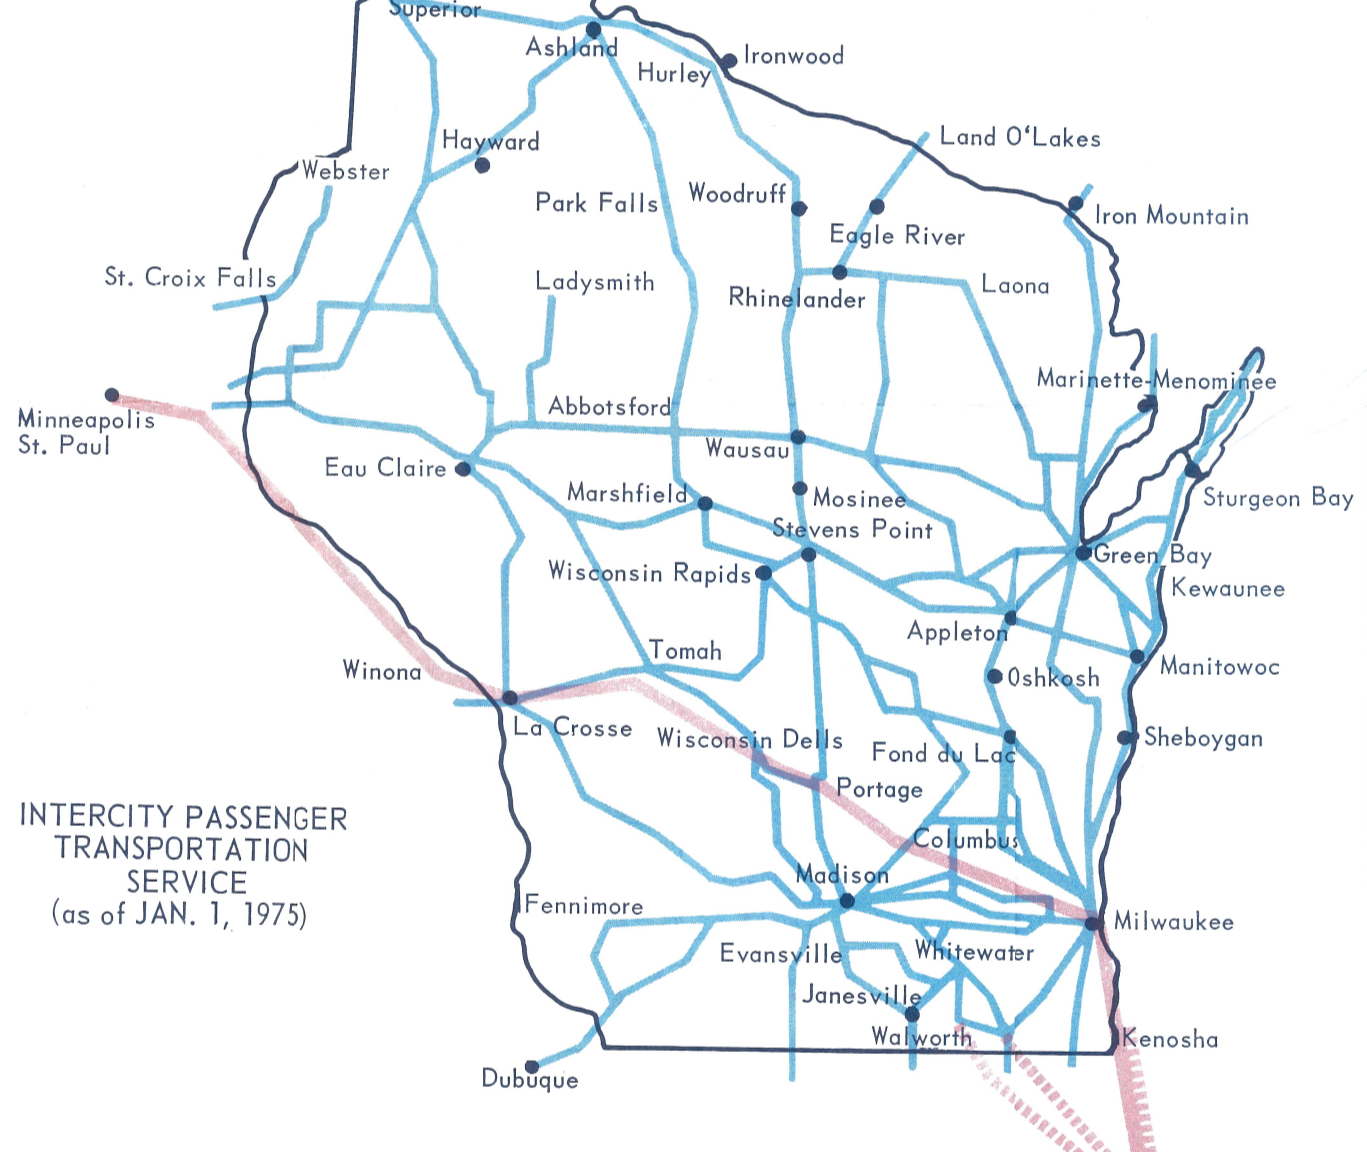 Superior
Ashland
Ironwood
Hurley
Land O'Lakes
Hayward
Webster
Woodruff
Park Falls
Iron Mountain
Eagle River
St. Croix Falls
Ladysmith
Laona
Rhinelander
Marinette-Menominee
Abbotsford
Minneapolis
St. Paul
Wausau
Eau Claire
Marshfield
Mosinee
Sturgeon Bay
Stevens Point
Green Bay
Wisconsin Rapids
Kewaunee
Appleton
Tomah
Manitowoc
Winona
Oshkosh
La Crosse
Wisconsin Dells
Sheboygan
Fond du Lac
Portage
INTERCITY PASSENGER
TRANSPORTATION
SERVICE
(as of JAN. 1, 1975)
Columbus
Madison
Fennimore
Milwaukee
Evansville
Whitewater
Janesville
Walworth
Kenosha
Dubuque